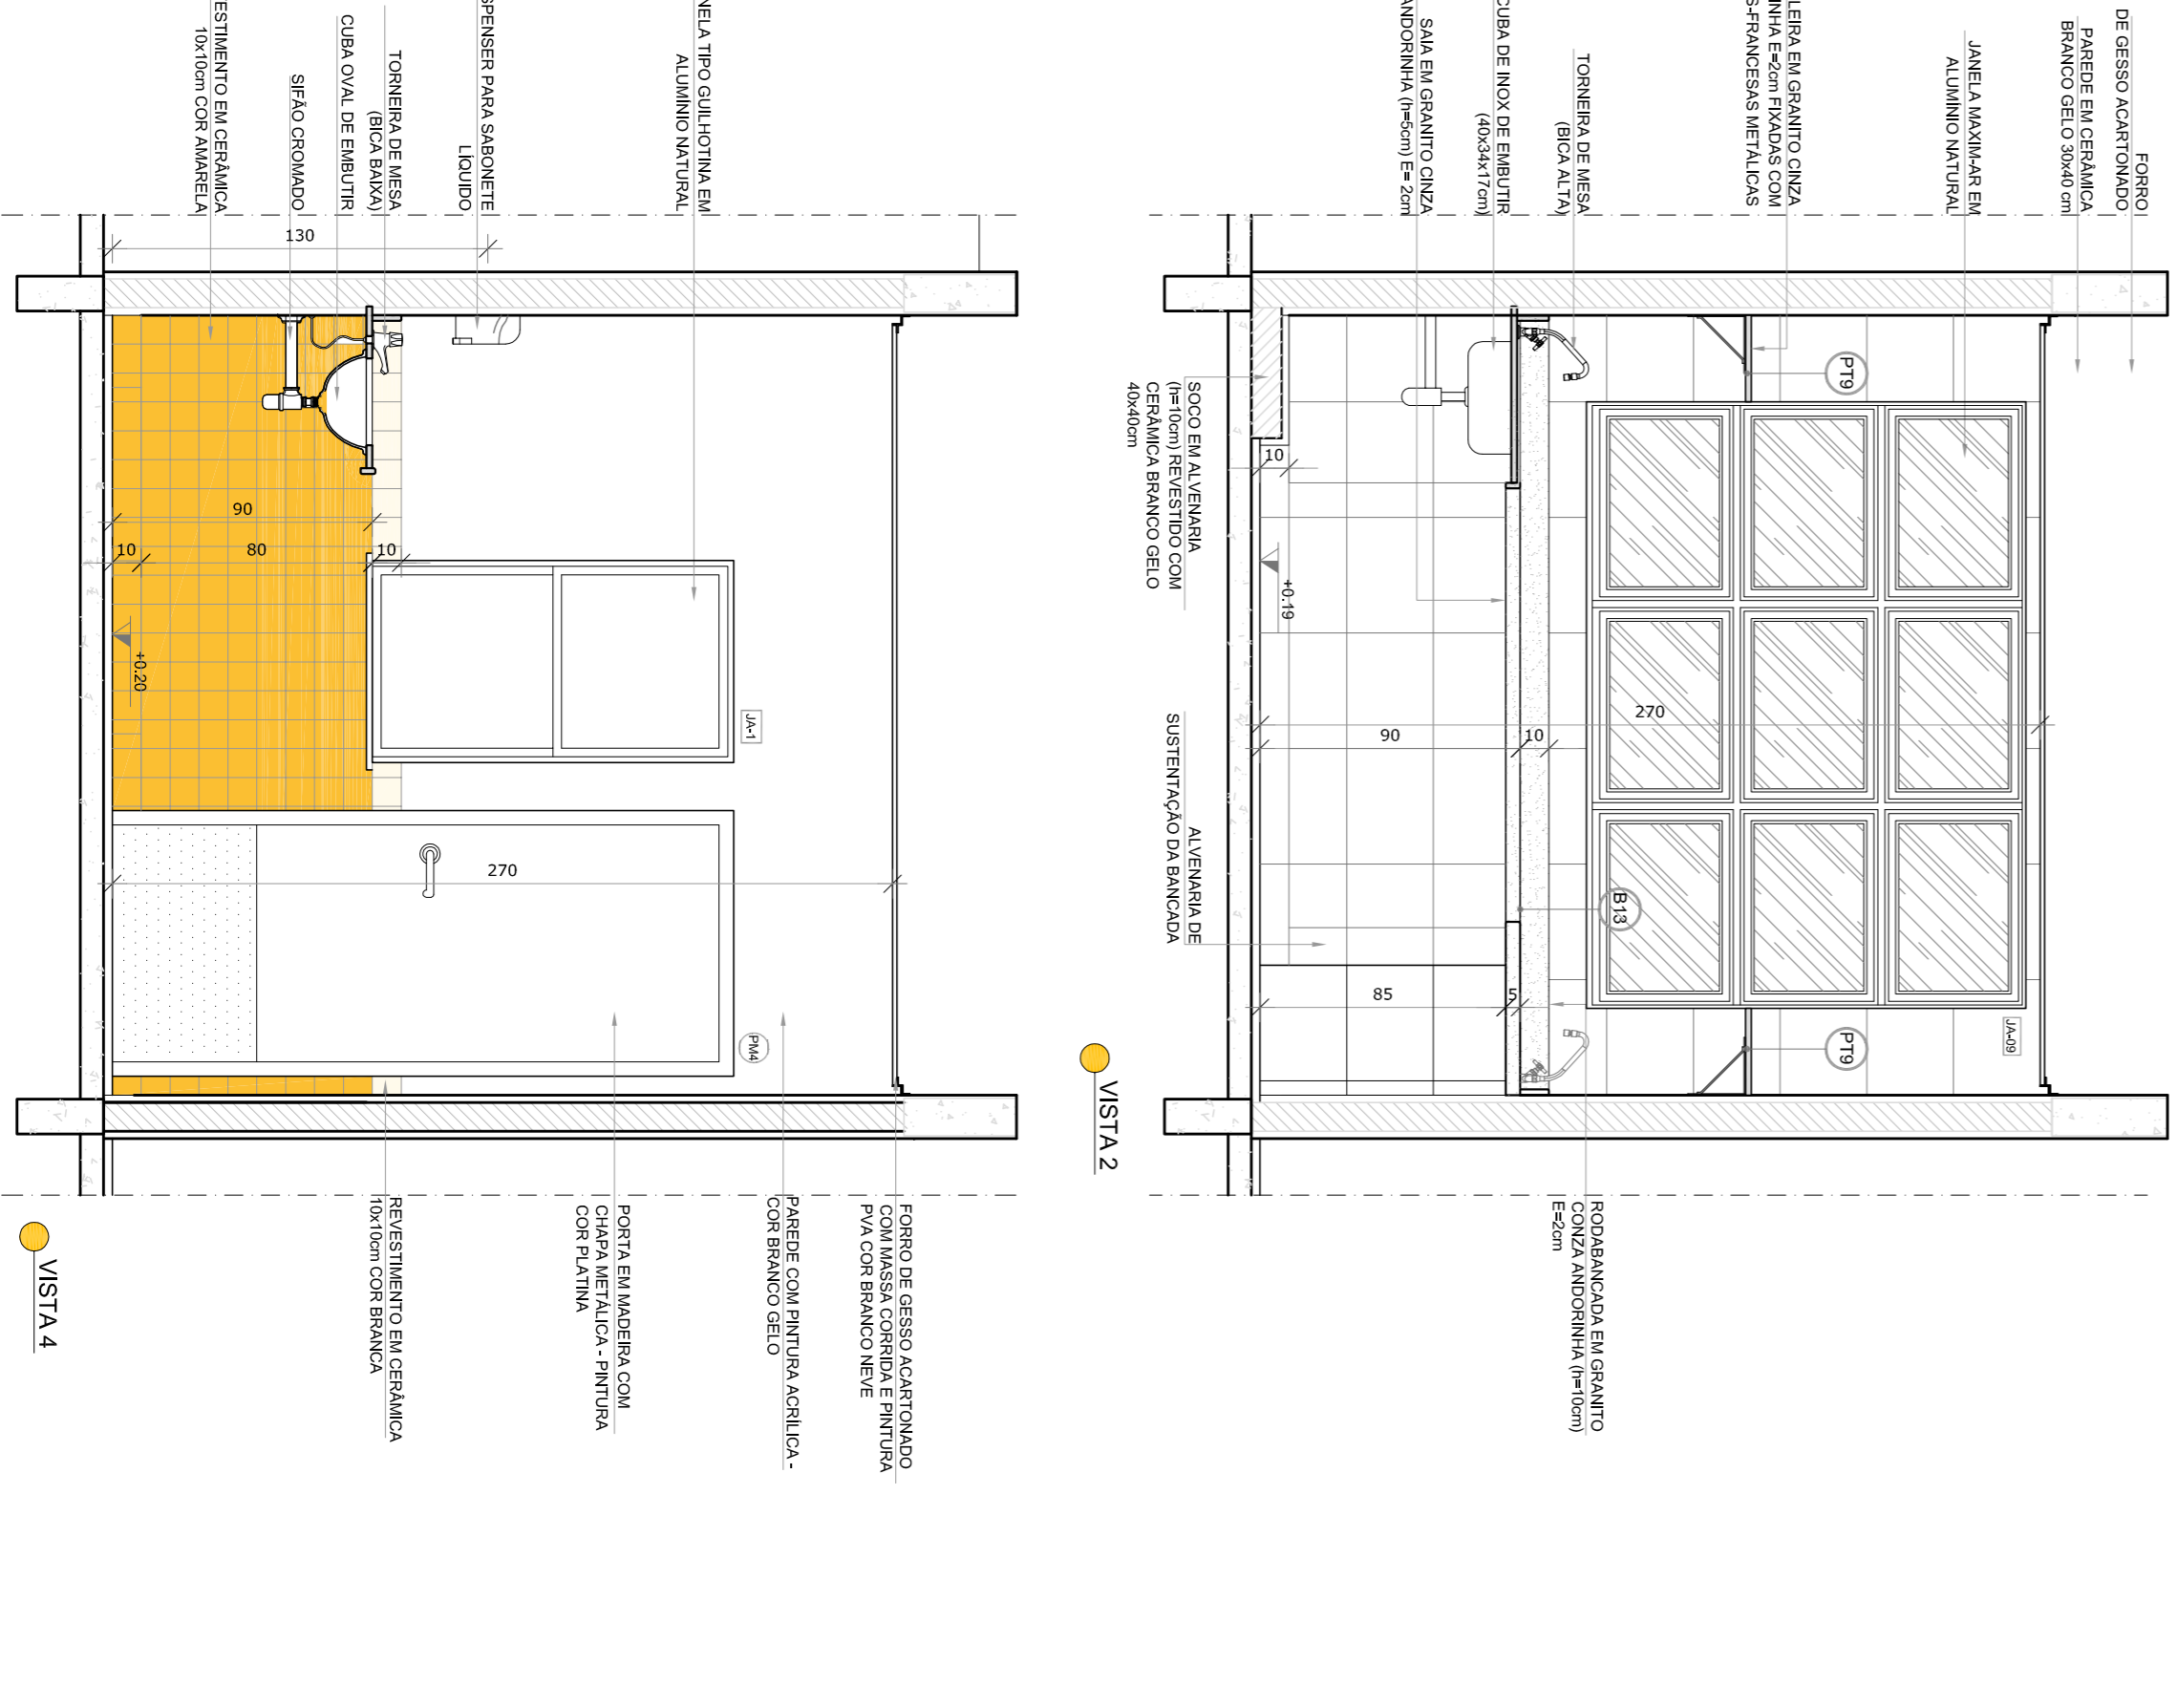 FORRO
DE GESSO ACARTONADO
PAREDE EM CERÂMICA
BRANCO GELO 30x40 cm
JANELA MAXIM-AR EM
ALUMÍNIO NATURAL
LEIRA EM GRANITO CINZA
INHA E=2cm FIXADAS COM
S-FRANCESAS METÁLICAS
TORNEIRA DE MESA
(BICA ALTA)
CUBA DE INOX DE EMBUTIR
(40x34x17cm)
SAIA EM GRANITO CINZA
ANDORINHA (h=5cm) E= 2cm
SOCO EM ALVENARIA
(h=10cm) REVESTIDO COM
CERÂMICA BRANCO GELO
40x40cm
ALVENARIA DE
SUSTENTAÇÃO DA BANCADA
RODABANCADA EM GRANITO
CONZA ANDORINHA (h=10cm)
E=2cm
PT9
PT9
JA-09
B13
270
90
10
10
85
5
+0.19
VISTA 2
NELA TIPO GUILHOTINA EM
ALUMÍNIO NATURAL
SPENSER PARA SABONETE
LÍQUIDO
TORNEIRA DE MESA
(BICA BAIXA)
CUBA OVAL DE EMBUTIR
SIFÃO CROMADO
ESTIMENTO EM CERÂMICA
10x10cm COR AMARELA
130
90
10
80
10
+0.20
270
JA-1
PM4
FORRO DE GESSO ACARTONADO
COM MASSA CORRIDA E PINTURA
PVA COR BRANCO NEVE
PAREDE COM PINTURA ACRÍLICA -
COR BRANCO GELO
PORTA EM MADEIRA COM
CHAPA METÁLICA - PINTURA
COR PLATINA
REVESTIMENTO EM CERÂMICA
10x10cm COR BRANCA
VISTA 4